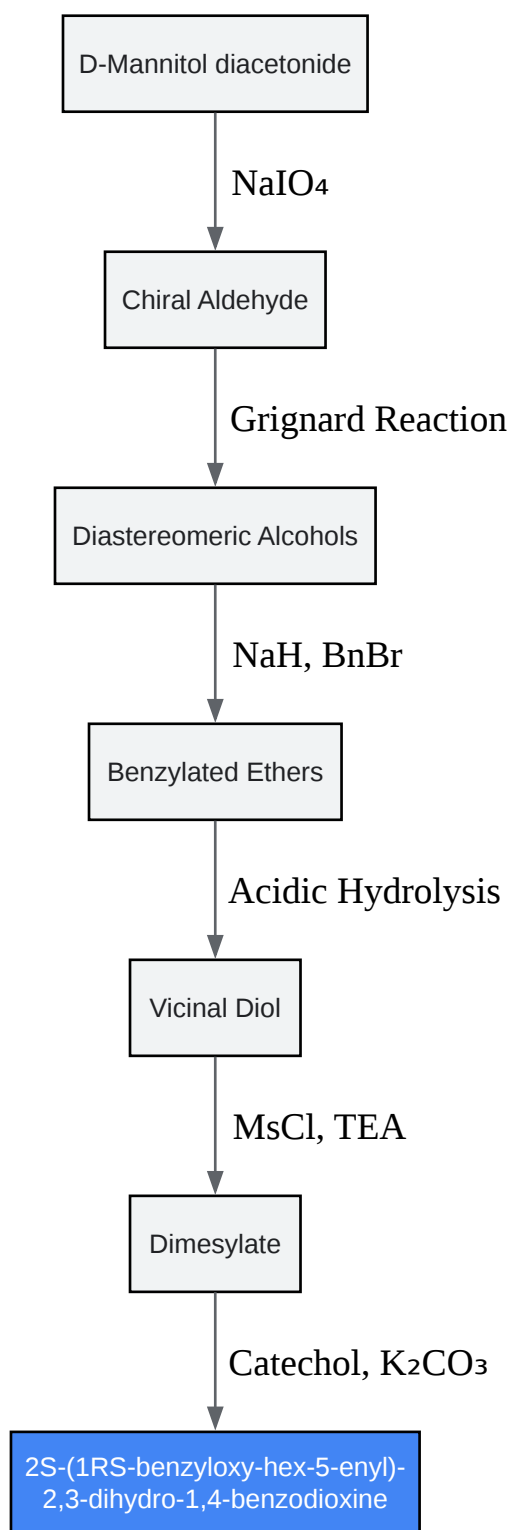 D-Mannitol diacetonide
NaIO₄
Chiral Aldehyde
Grignard Reaction
Diastereomeric Alcohols
NaH, BnBr
Benzylated Ethers
Acidic Hydrolysis
Vicinal Diol
MsCl, TEA
Dimesylate
Catechol, K₂CO₃
2S-(1RS-benzyloxy-hex-5-enyl)-
2,3-dihydro-1,4-benzodioxine